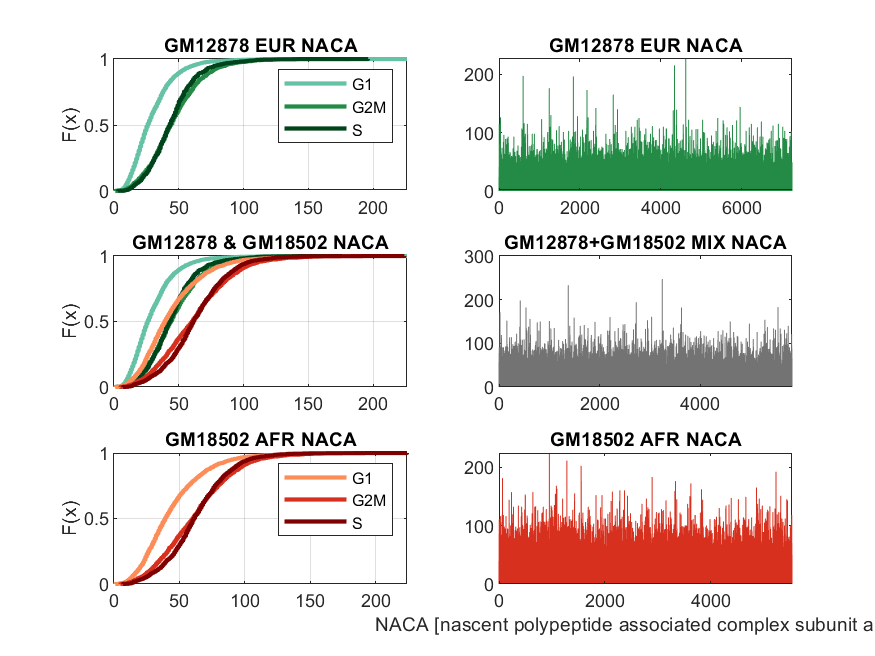 GM12878 EUR NACA
F(x)
1
0.5
0
0 50 100 150 200
G1
G2M
S
GM12878 EUR NACA
200
100
0
0 2000 4000 6000
GM12878 & GM18502 NACA
F(x)
1
0.5
0
0 50 100 150 200
GM12878+GM18502 MIX NACA
300
200
100
0
0 2000 4000
GM18502 AFR NACA
F(x)
1
0.5
0
0 50 100 150 200
G1
G2M
S
GM18502 AFR NACA
200
100
0
0 2000 4000
NACA [nascent polypeptide associated complex subunit a